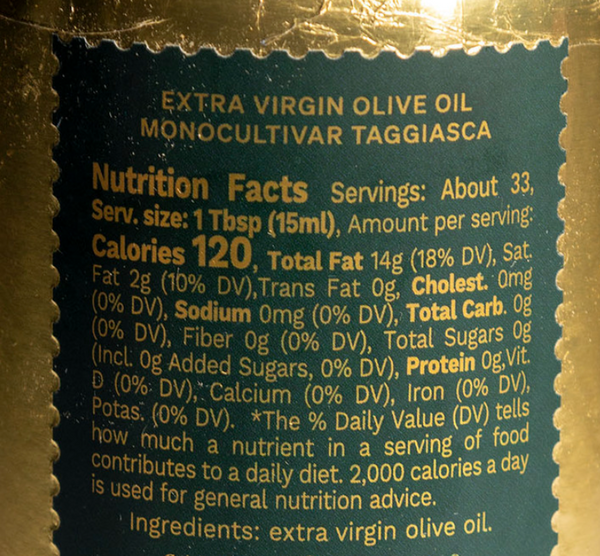 EXTRA VIRGIN OLIVE OIL
MONOCULTIVAR TAGGIASCA
Nutrition Facts Servings: About 33,
Serv. size: 1 Tbsp (15ml), Amount per serving:
Calories 120, Total Fat 14g (18% DV), Sat.
Fat 2g (10% DV),Trans Fat 0g, Cholest. 0mg
(0% DV), Sodium 0mg (0% DV), Total Carb. 0g
(0% DV), Fiber 0g (0% DV), Total Sugars 0g
(Incl. 0g Added Sugars, 0% DV), Protein 0g,Vit.
D (0% DV), Calcium (0% DV), Iron (0% DV),
Potas. (0% DV). *The % Daily Value (DV) tells
how much a nutrient in a serving of food
contributes to a daily diet. 2,000 calories a day
is used for general nutrition advice.
Ingredients: extra virgin olive oil.